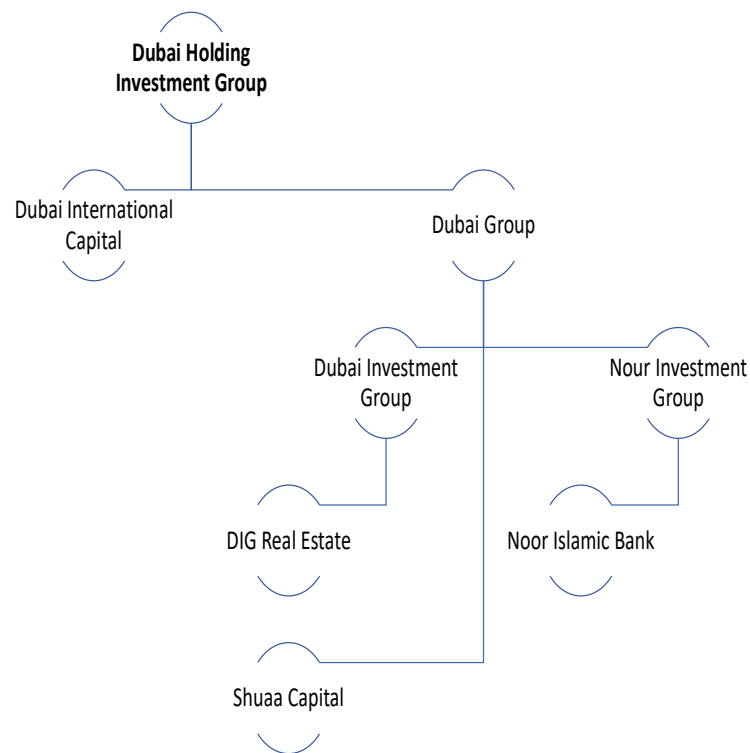 Dubai Holding
Investment Group
Dubai International
Capital
Dubai Group
Dubai Investment
Group
Nour Investment
Group
DIG Real Estate
Noor Islamic Bank
Shuaa Capital